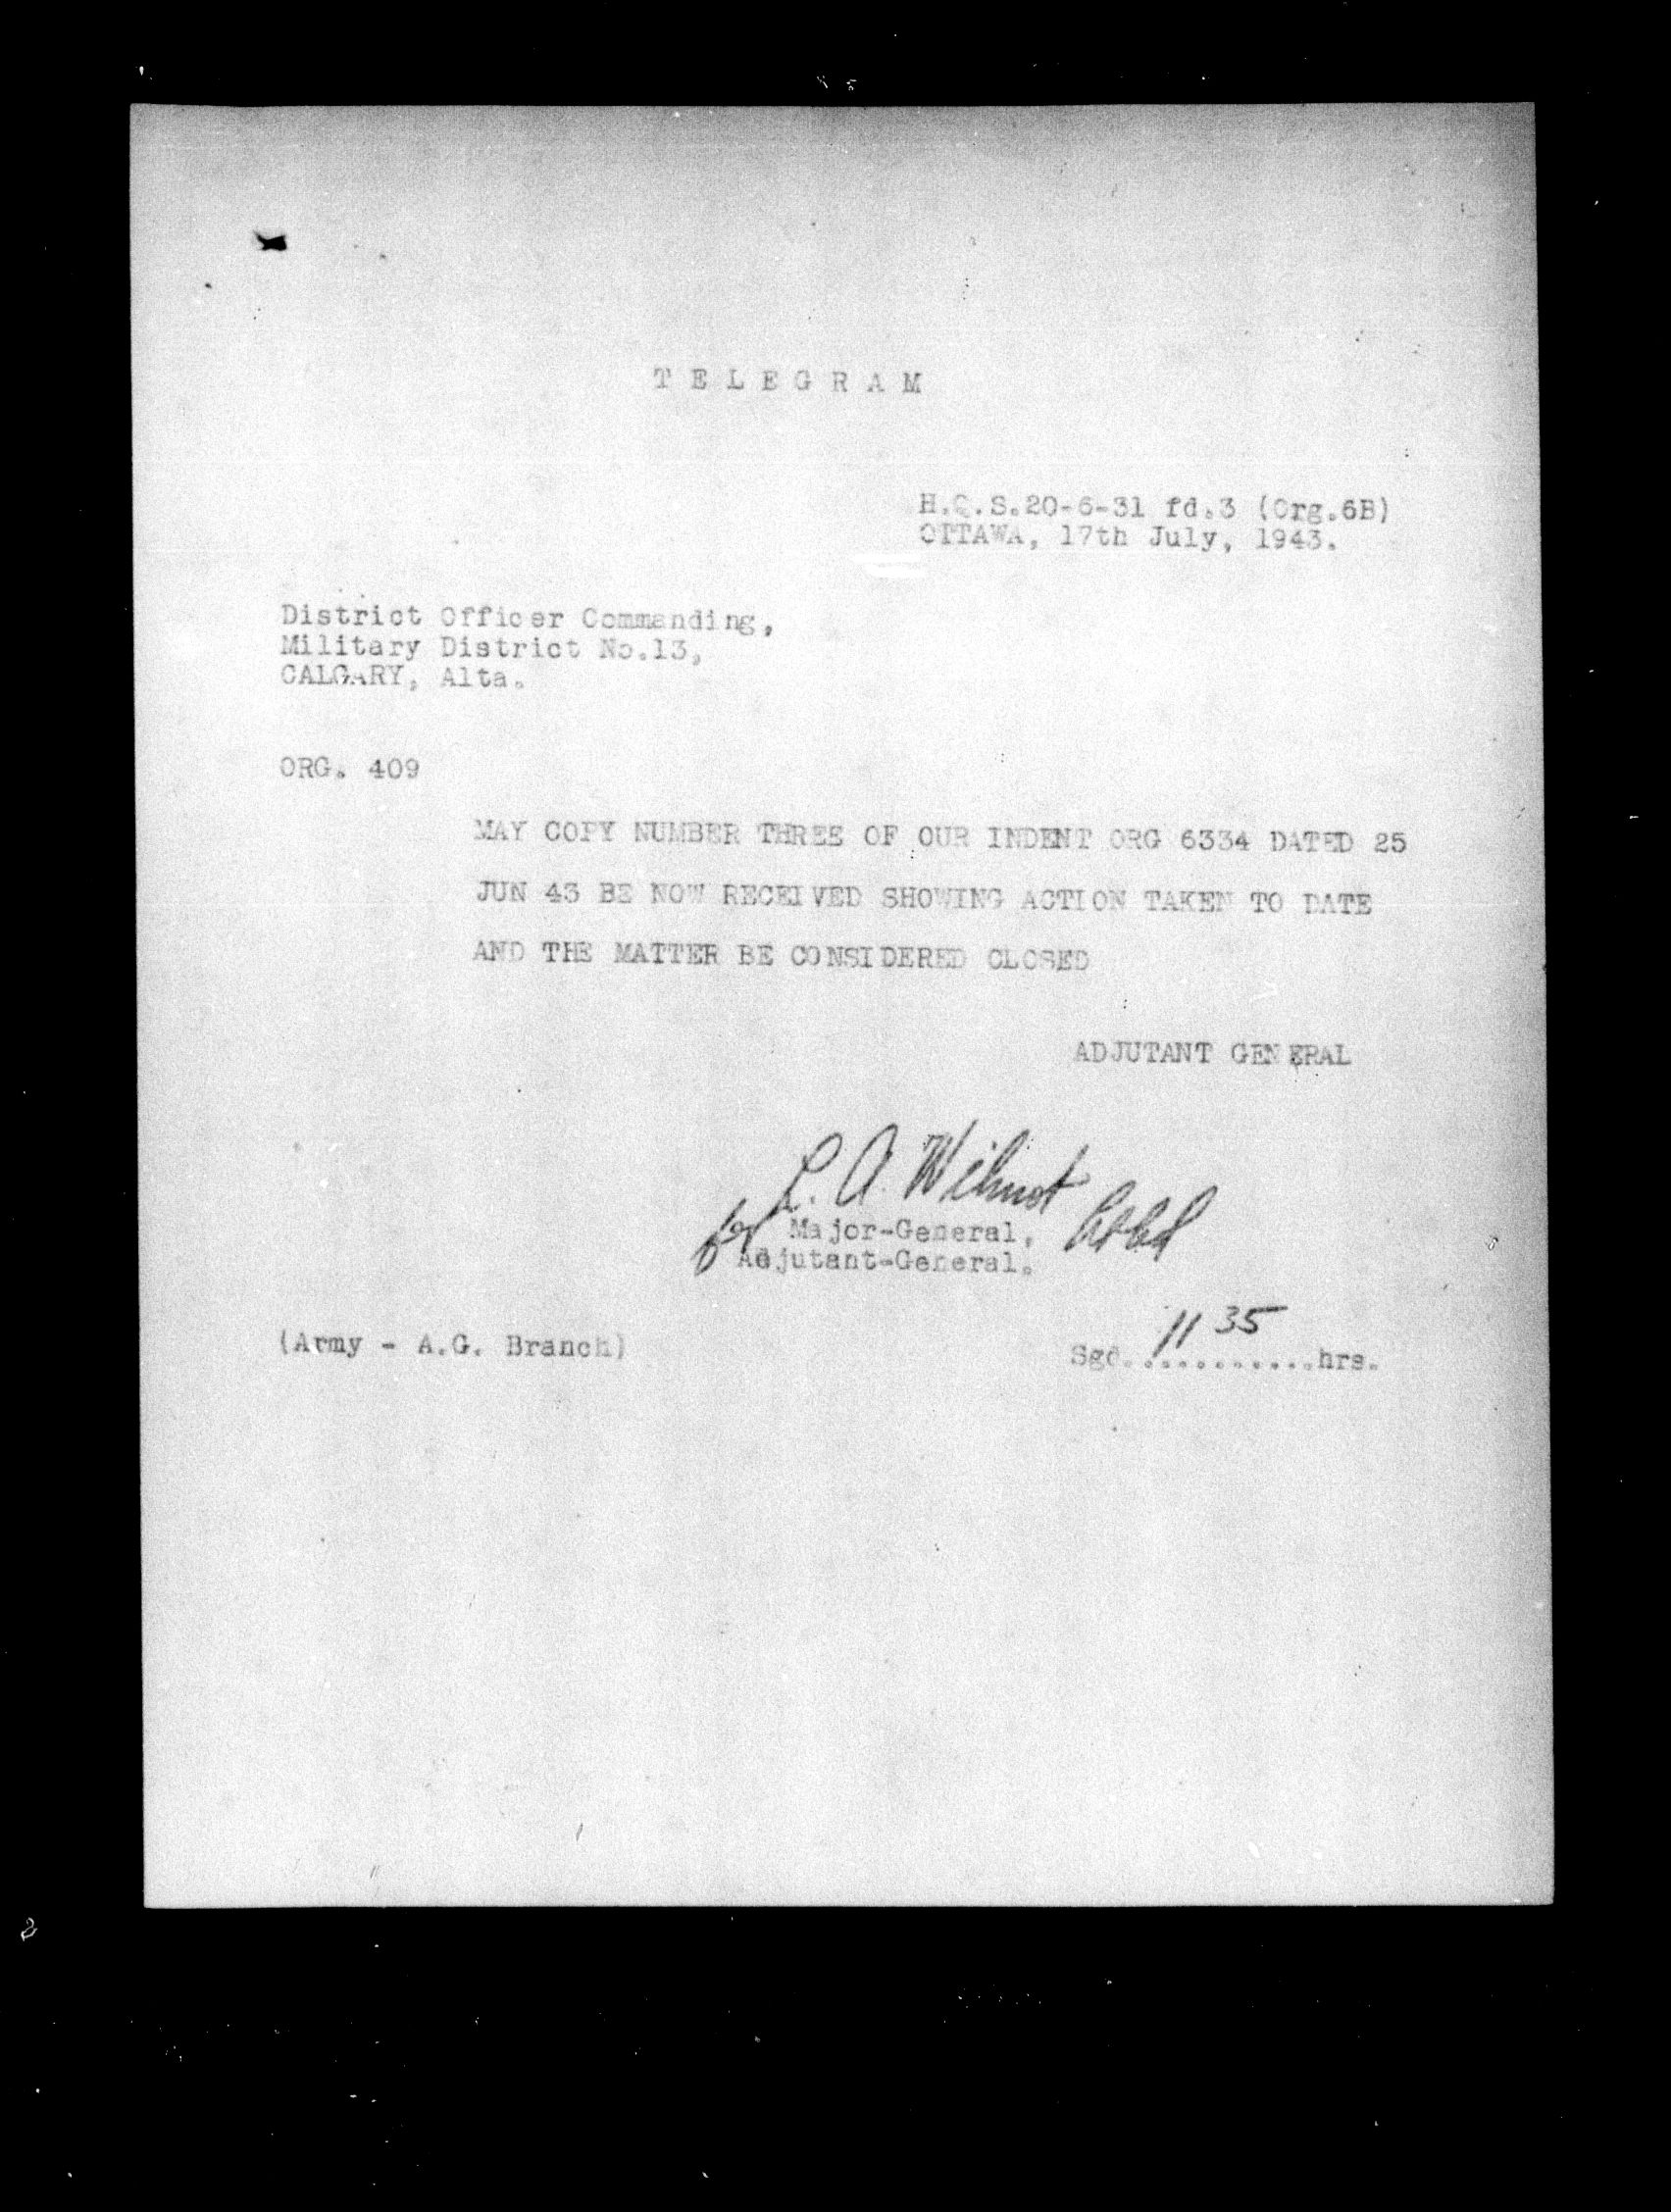 TELEGRAM
H.Q.S.20-6-31 fd.3 (Org.6B)
OTTAWA, 17th July, 1943.
District Officer Commanding,
Military District No.13,
CALGARY, Alta.
ORG. 409
MAY COPY NUMBER THREE OF OUR INDENT ORG 6334 DATED 25
JUN 43 BE NOW RECEIVED SHOWING ACTION TAKEN TO DATE
AND THE MATTER BE CONSIDERED CLOSED
ADJUTANT GENERAL
L. A. Wilmot
for Major-General,
Adjutant-General.
11 35
(Army - A.G. Branch) Sgd............hrs.